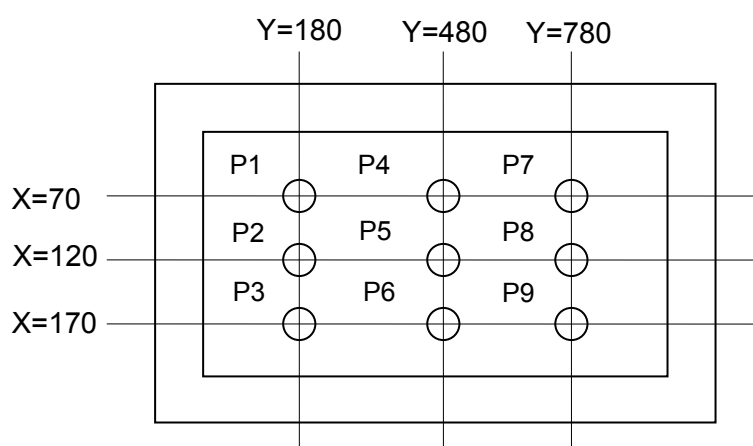 Y=180 Y=480 Y=780
P1 P4 P7
X=70
P2 P5 P8
X=120
P3 P6 P9
X=170